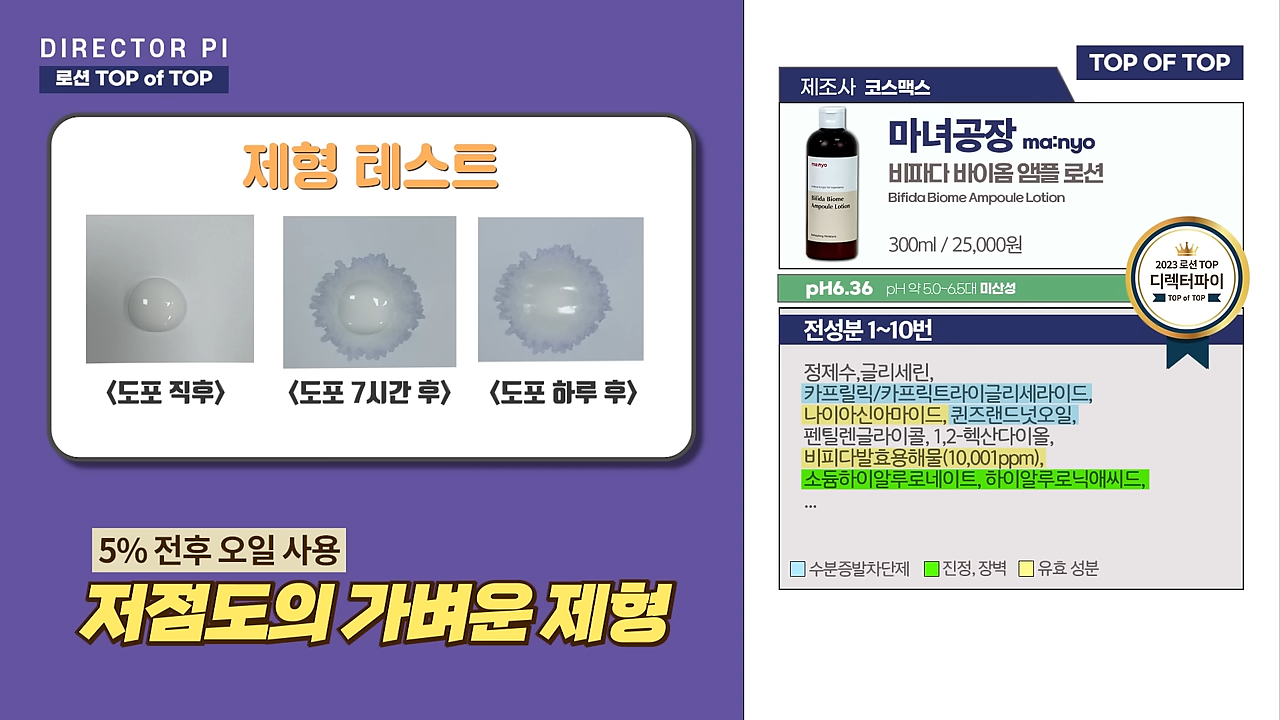 DIRECTOR PI
로션 TOP of TOP
제형 테스트
<도포 직후>
<도포 7시간 후>
<도포 하루 후>
5% 전후 오일 사용
저점도의 가벼운 제형
TOP OF TOP
제조사 코스맥스
마녀공장 ma:nyo
비피다 바이옴 앰플 로션
Bifida Biome Ampoule Lotion
300ml / 25,000원
ma:nyo
Bifida Biome
Ampoule Lotion
2023 로션 TOP
디렉터파이
TOP of TOP
pH6.36 pH 약 5.0~6.5대 미산성
전성분 1~10번
정제수,글리세린,
카프릴릭/카프릭트라이글리세라이드,
나이아신아마이드, 퀸즈랜드넛오일,
펜틸렌글라이콜, 1,2-헥산다이올,
비피다발효용해물(10,001ppm),
소듐하이알루로네이트, 하이알루로닉애씨드,
...
수분증발차단제 진정, 장벽 유효 성분